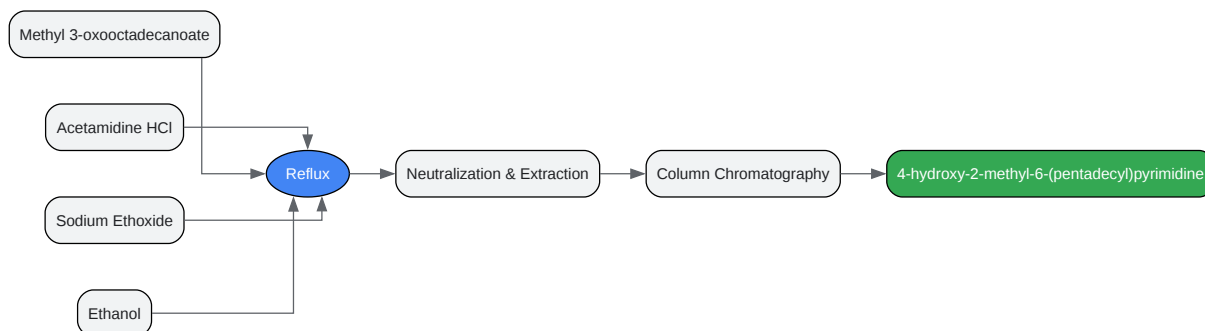 Methyl 3-oxooctadecanoate
Acetamidine HCl
Reflux
Neutralization & Extraction
Column Chromatography
4-hydroxy-2-methyl-6-(pentadecyl)pyrimidine
Sodium Ethoxide
Ethanol